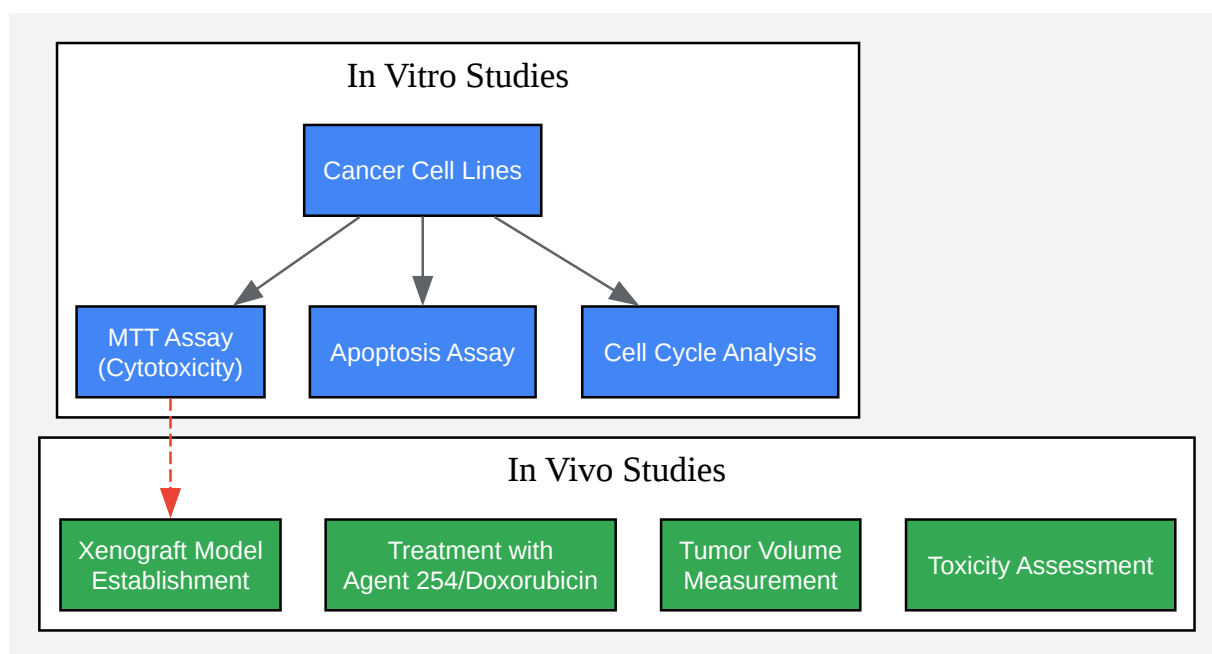 In Vitro Studies
Cancer Cell Lines
MTT Assay
(Cytotoxicity)
Apoptosis Assay
Cell Cycle Analysis
In Vivo Studies
Xenograft Model
Establishment
Treatment with
Agent 254/Doxorubicin
Tumor Volume
Measurement
Toxicity Assessment